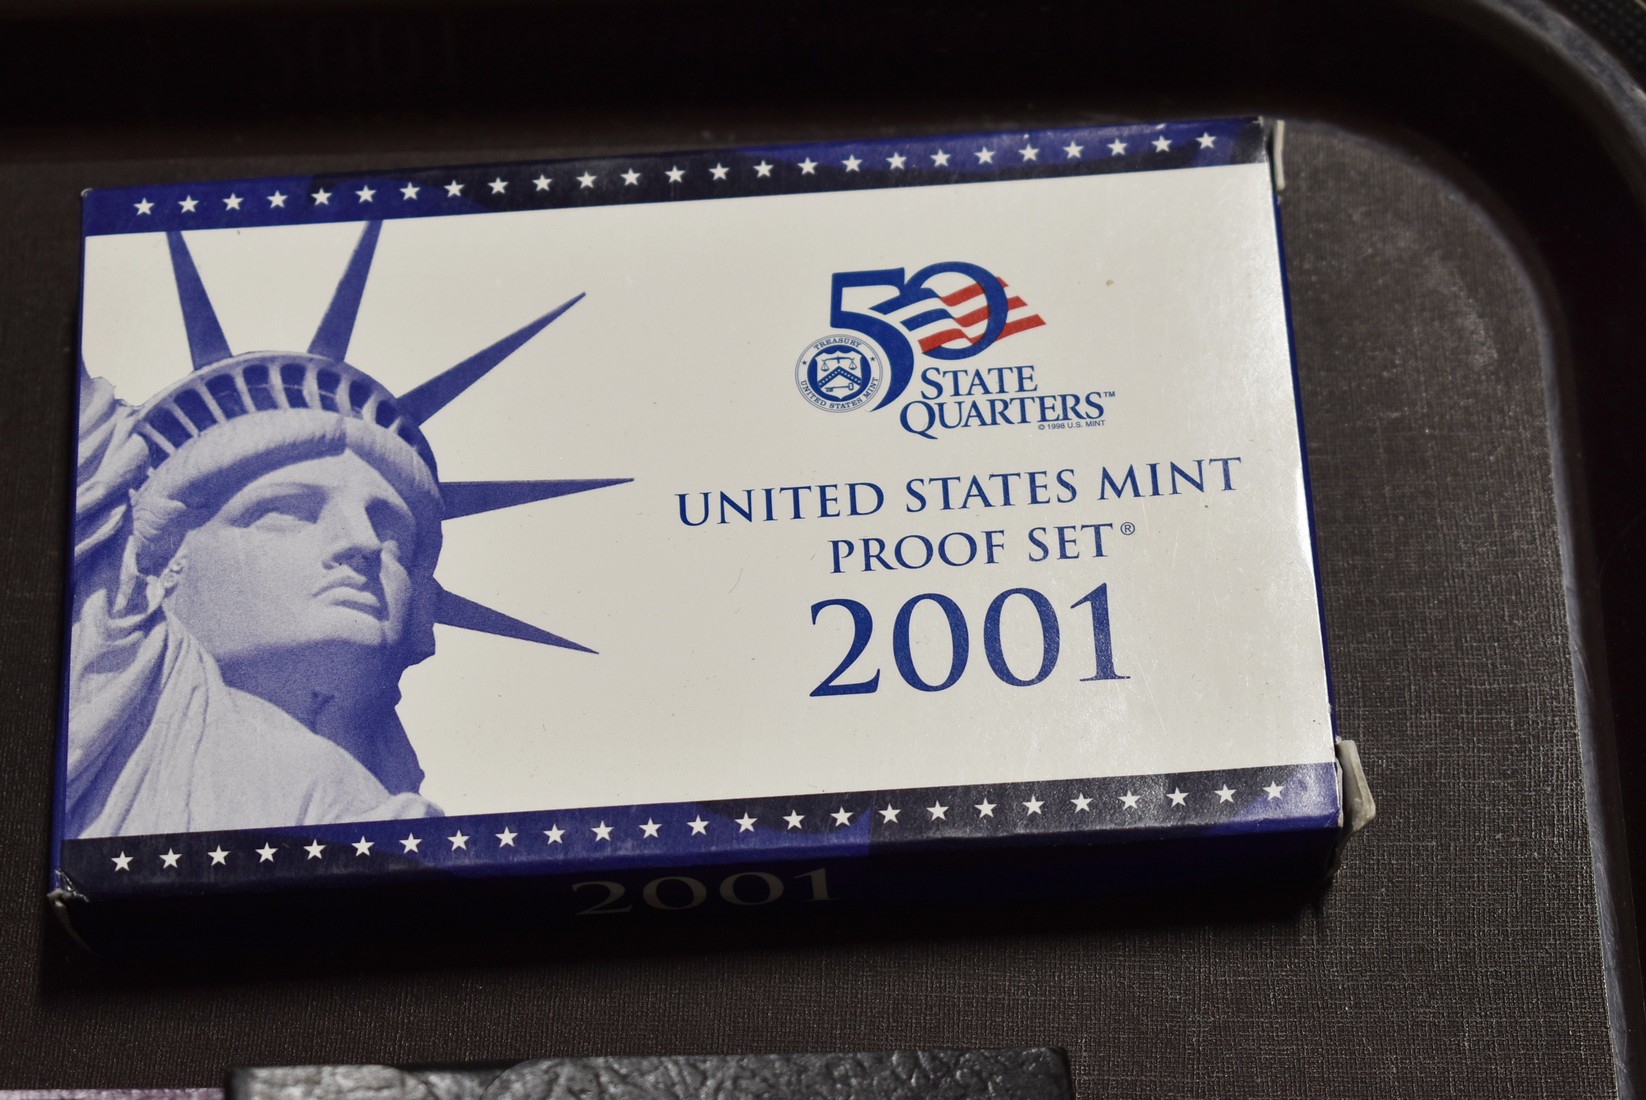 50
TREASURY
UNITED STATES MINT
STATE
QUARTERS™
© 1998 U.S. MINT
UNITED STATES MINT
PROOF SET®
2001
2001